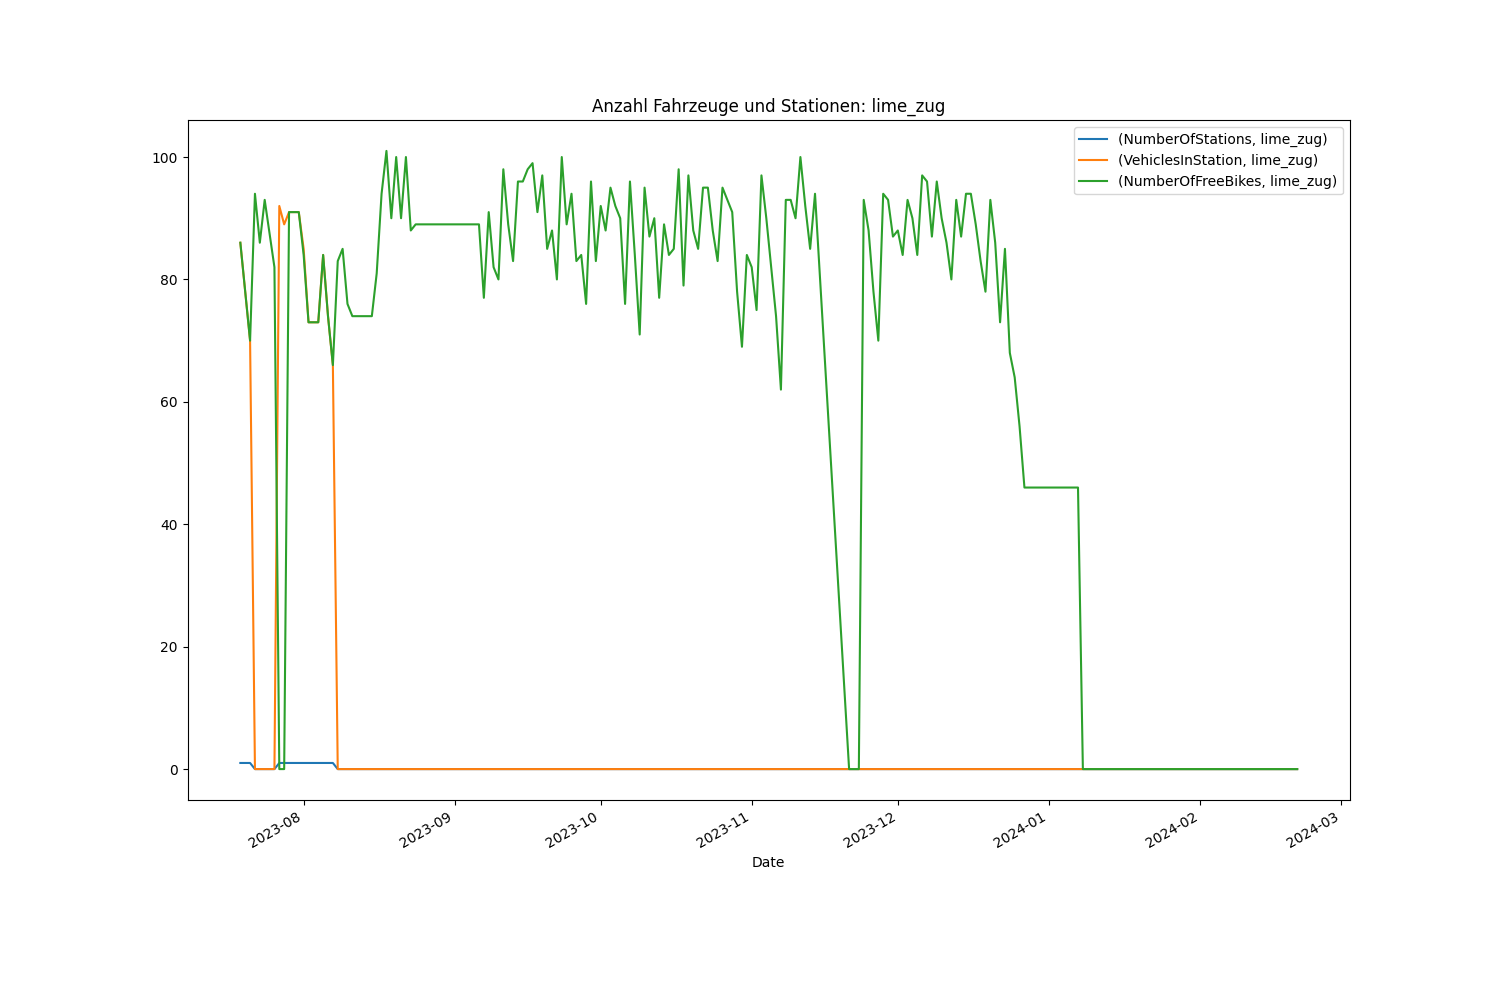 Anzahl Fahrzeuge und Stationen: lime_zug
(NumberOfStations, lime_zug)
(VehiclesInStation, lime_zug)
(NumberOfFreeBikes, lime_zug)
100
80
60
40
20
0
2023-08
2023-09
2023-10
2023-11
2023-12
2024-01
2024-02
2024-03
Date